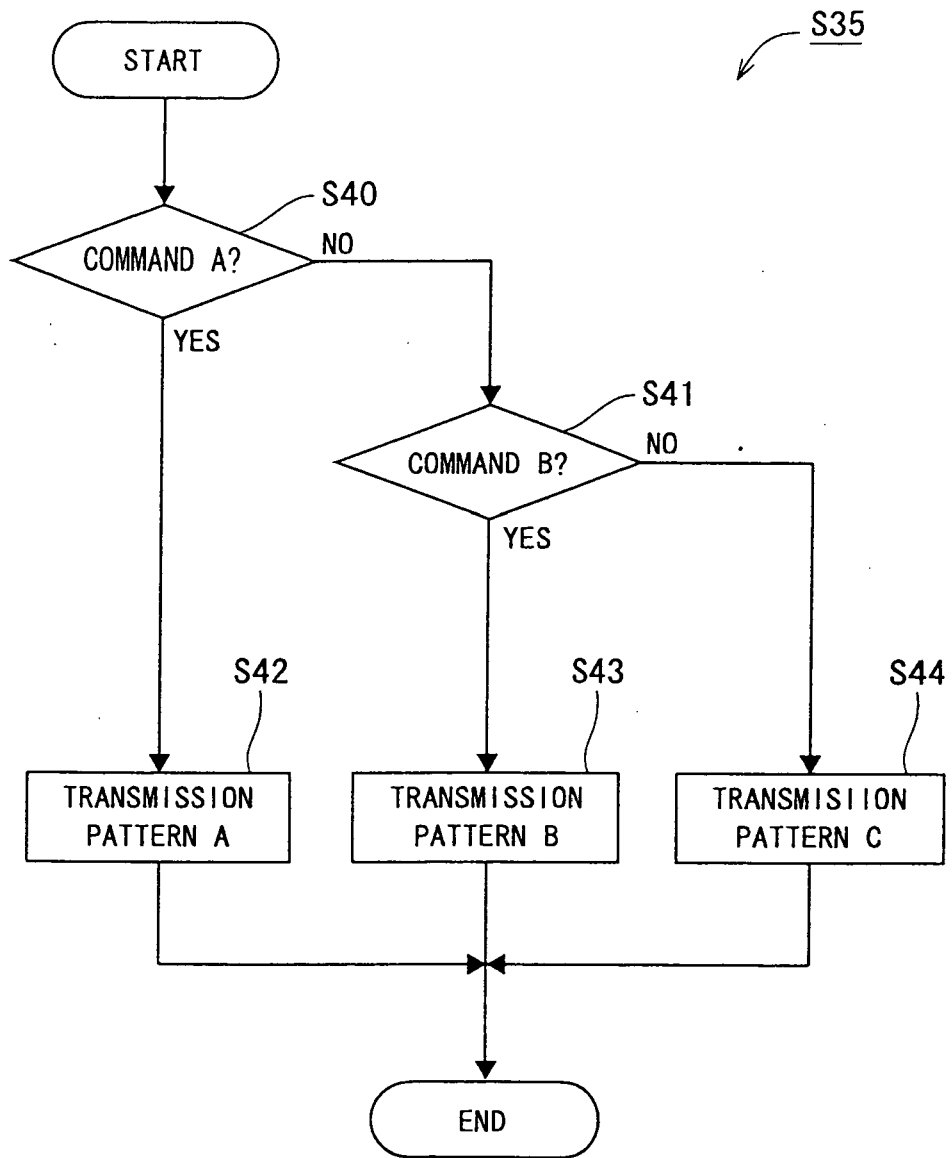 START
S35
S40
COMMAND A?
NO
YES
S41
COMMAND B?
NO
YES
S42
S43
S44
TRANSMISSION
PATTERN A
TRANSMISSION
PATTERN B
TRANSMISIION
PATTERN C
END